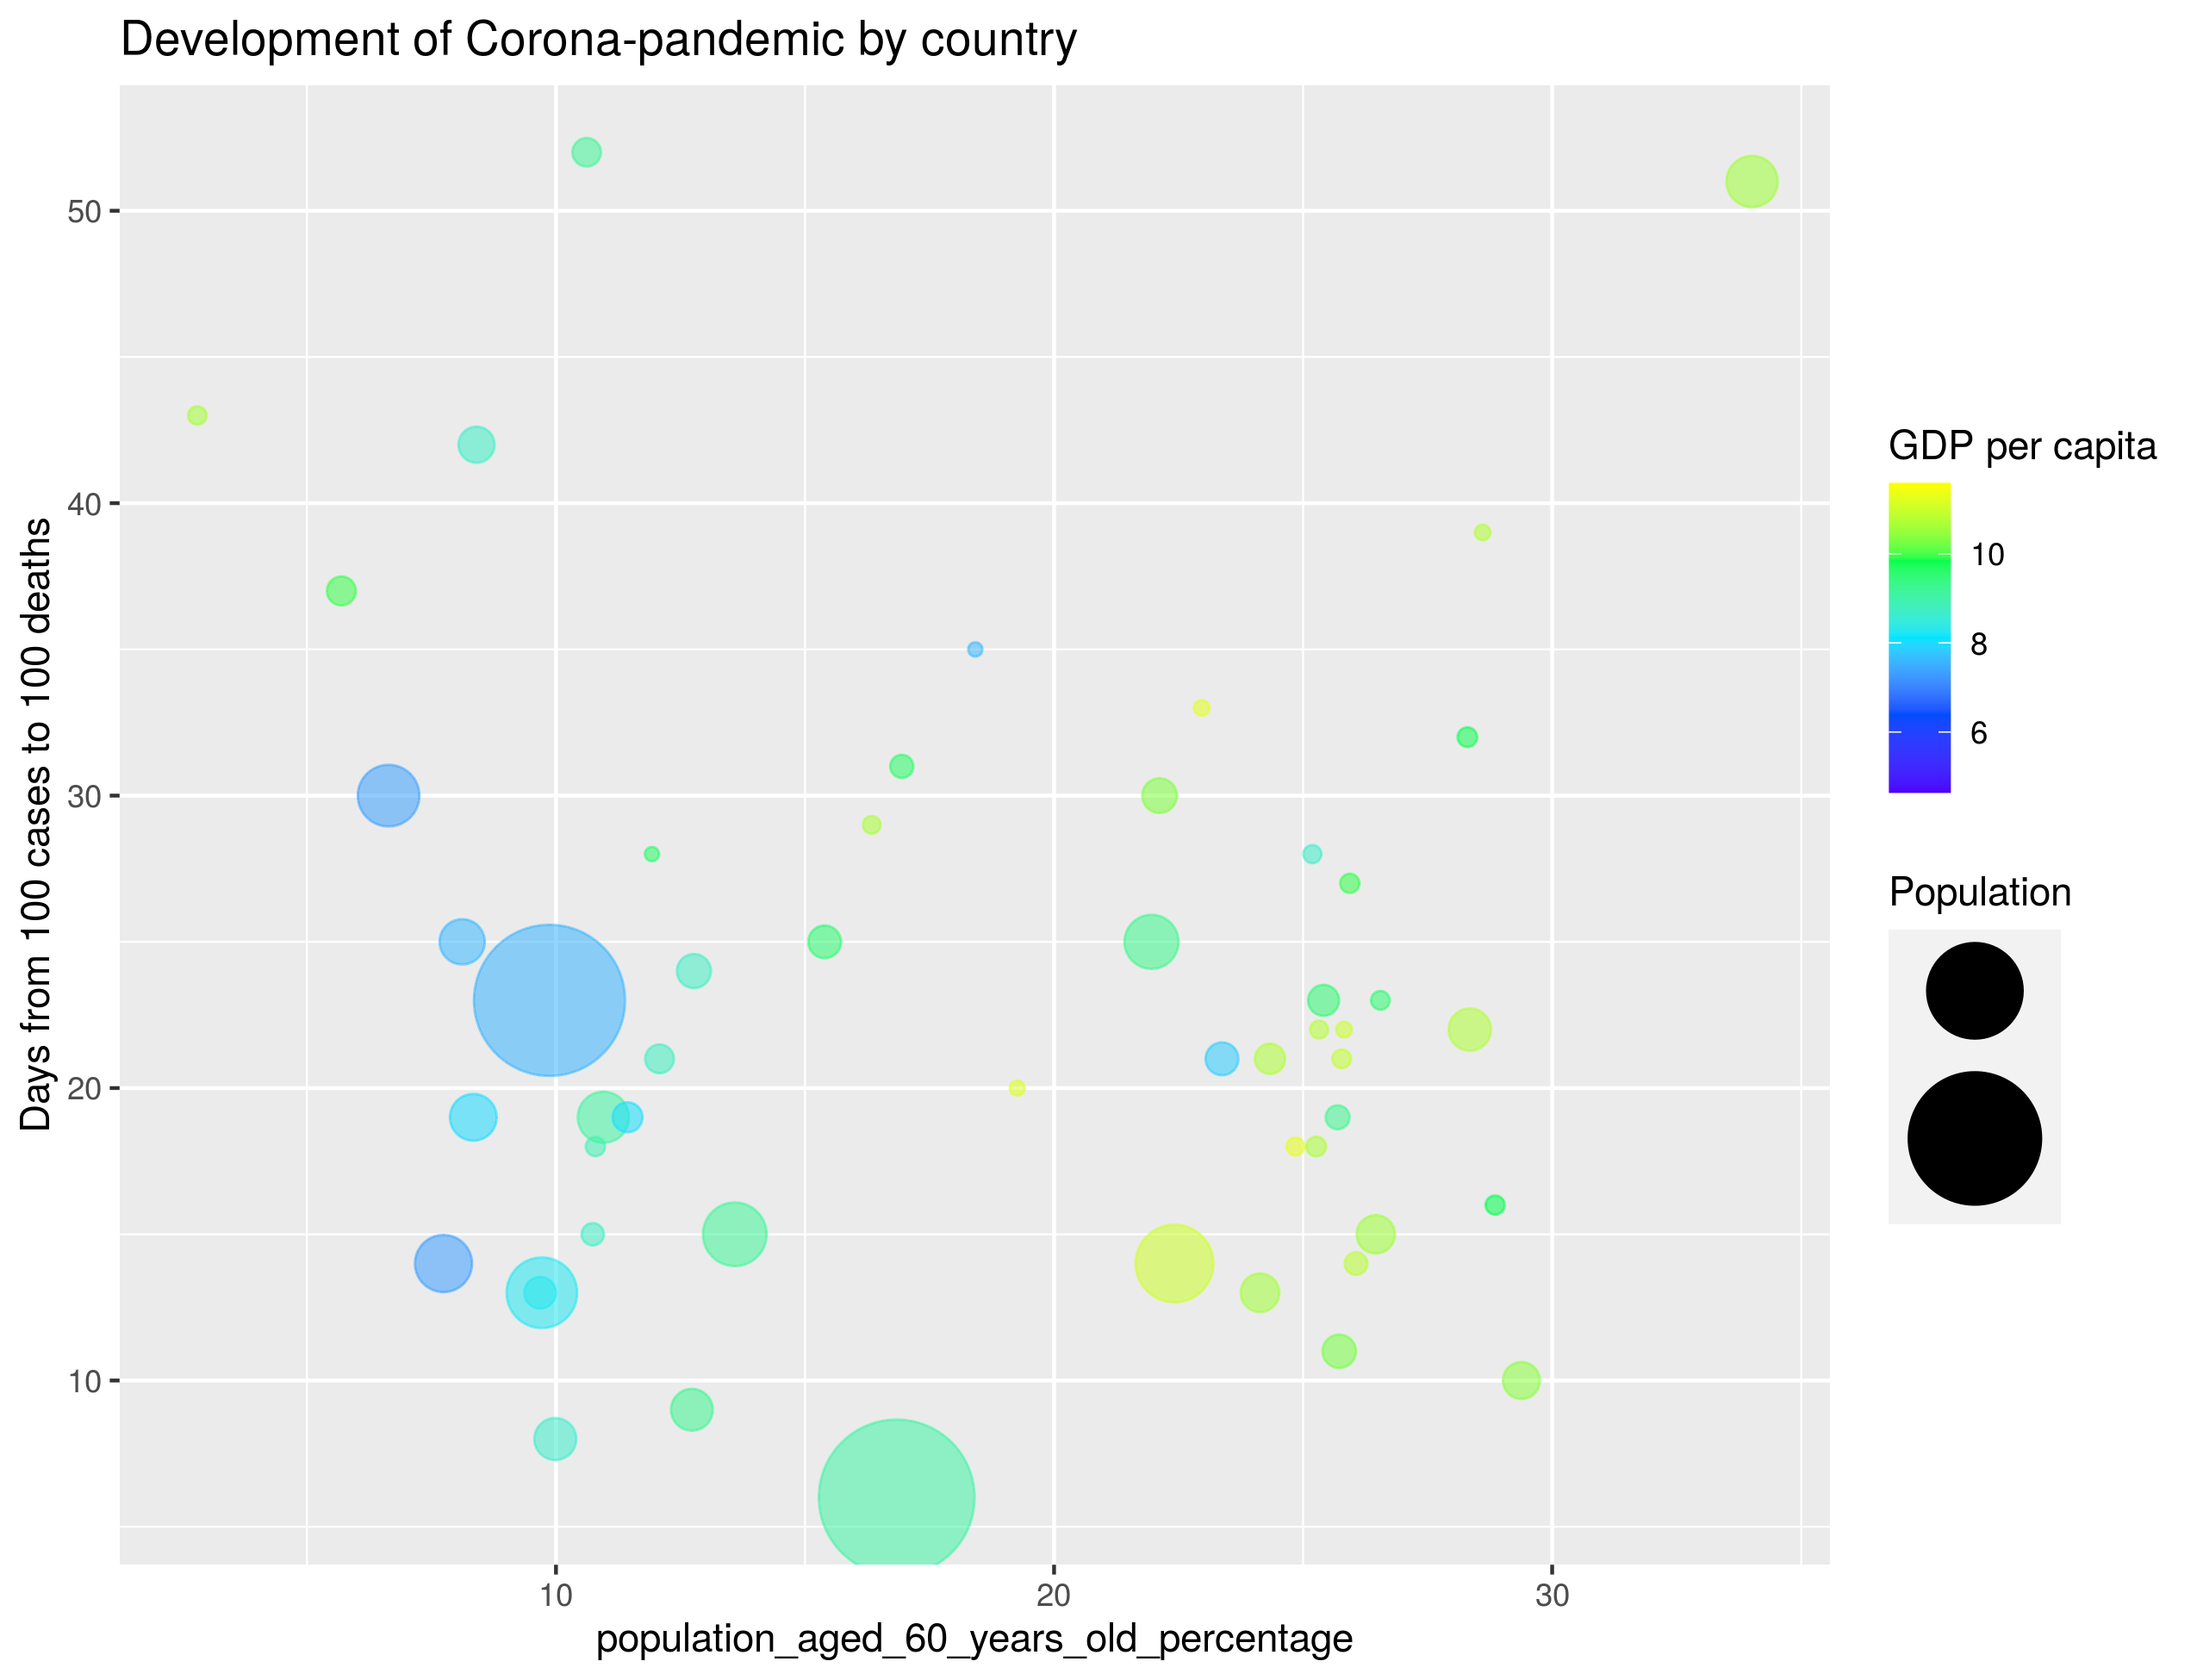 Development of Corona-pandemic by country
Days from 100 cases to 100 deaths
50
40
30
20
10
10
20
30
population_aged_60_years_old_percentage
GDP per capita
10
8
6
Population